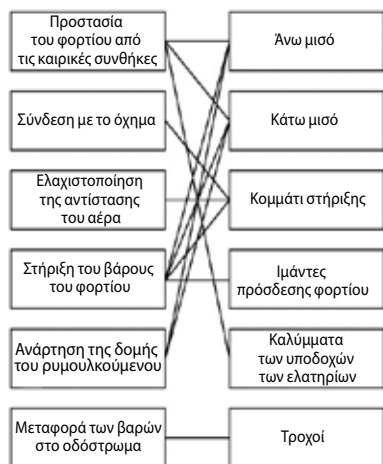 Προστασία
του φορτίου από
τις καιρικές συνθήκες
Άνω μισό
Σύνδεση με το όχημα
Κάτω μισό
Ελαχιστοποίηση
της αντίστασης
του αέρα
Κομμάτι στήριξης
Στήριξη του βάρους
του φορτίου
Ιμάντες
πρόσδεσης φορτίου
Ανάρτηση της δομής
του ρυμουλκούμενου
Καλύμματα
των υποδοχών
των ελατηρίων
Μεταφορά των βαρών
στο οδόστρωμα
Τροχοί